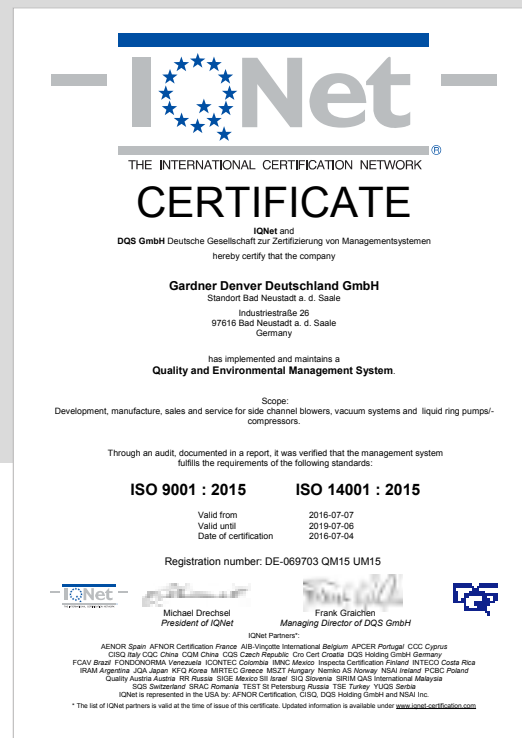 IQNet
®
THE INTERNATIONAL CERTIFICATION NETWORK
CERTIFICATE
IQNet and
DQS GmbH Deutsche Gesellschaft zur Zertifizierung von Managementsystemen
hereby certify that the company
Gardner Denver Deutschland GmbH
Standort Bad Neustadt a. d. Saale
Industriestraße 26
97616 Bad Neustadt a. d. Saale
Germany
has implemented and maintains a
Quality and Environmental Management System.
Scope:
Development, manufacture, sales and service for side channel blowers, vacuum systems and liquid ring pumps/-
compressors.
Through an audit, documented in a report, it was verified that the management system
fulfills the requirements of the following standards:
ISO 9001 : 2015 ISO 14001 : 2015
Valid from 2016-07-07
Valid until 2019-07-06
Date of certification 2016-07-04
Registration number: DE-069703 QM15 UM15
IQNet
DQS
Michael Drechsel Frank Graichen
President of IQNet Managing Director of DQS GmbH
IQNet Partners*:
AENOR Spain AFNOR Certification France AIB-Vinçotte International Belgium APCER Portugal CCC Cyprus
CISQ Italy CQC China CQM China CQS Czech Republic Cro Cert Croatia DQS Holding GmbH Germany
FCAV Brazil FONDONORMA Venezuela ICONTEC Colombia IMNC Mexico Inspecta Certification Finland INTECO Costa Rica
IRAM Argentina JQA Japan KFQ Korea MIRTEC Greece MSZT Hungary Nemko AS Norway NSAI Ireland PCBC Poland
Quality Austria Austria RR Russia SIGE Mexico SII Israel SIQ Slovenia SIRIM QAS International Malaysia
SQS Switzerland SRAC Romania TEST St Petersburg Russia TSE Turkey YUQS Serbia
IQNet is represented in the USA by: AFNOR Certification, CISQ, DQS Holding GmbH and NSAI Inc.
* The list of IQNet partners is valid at the time of issue of this certificate. Updated information is available under www.iqnet-certification.com